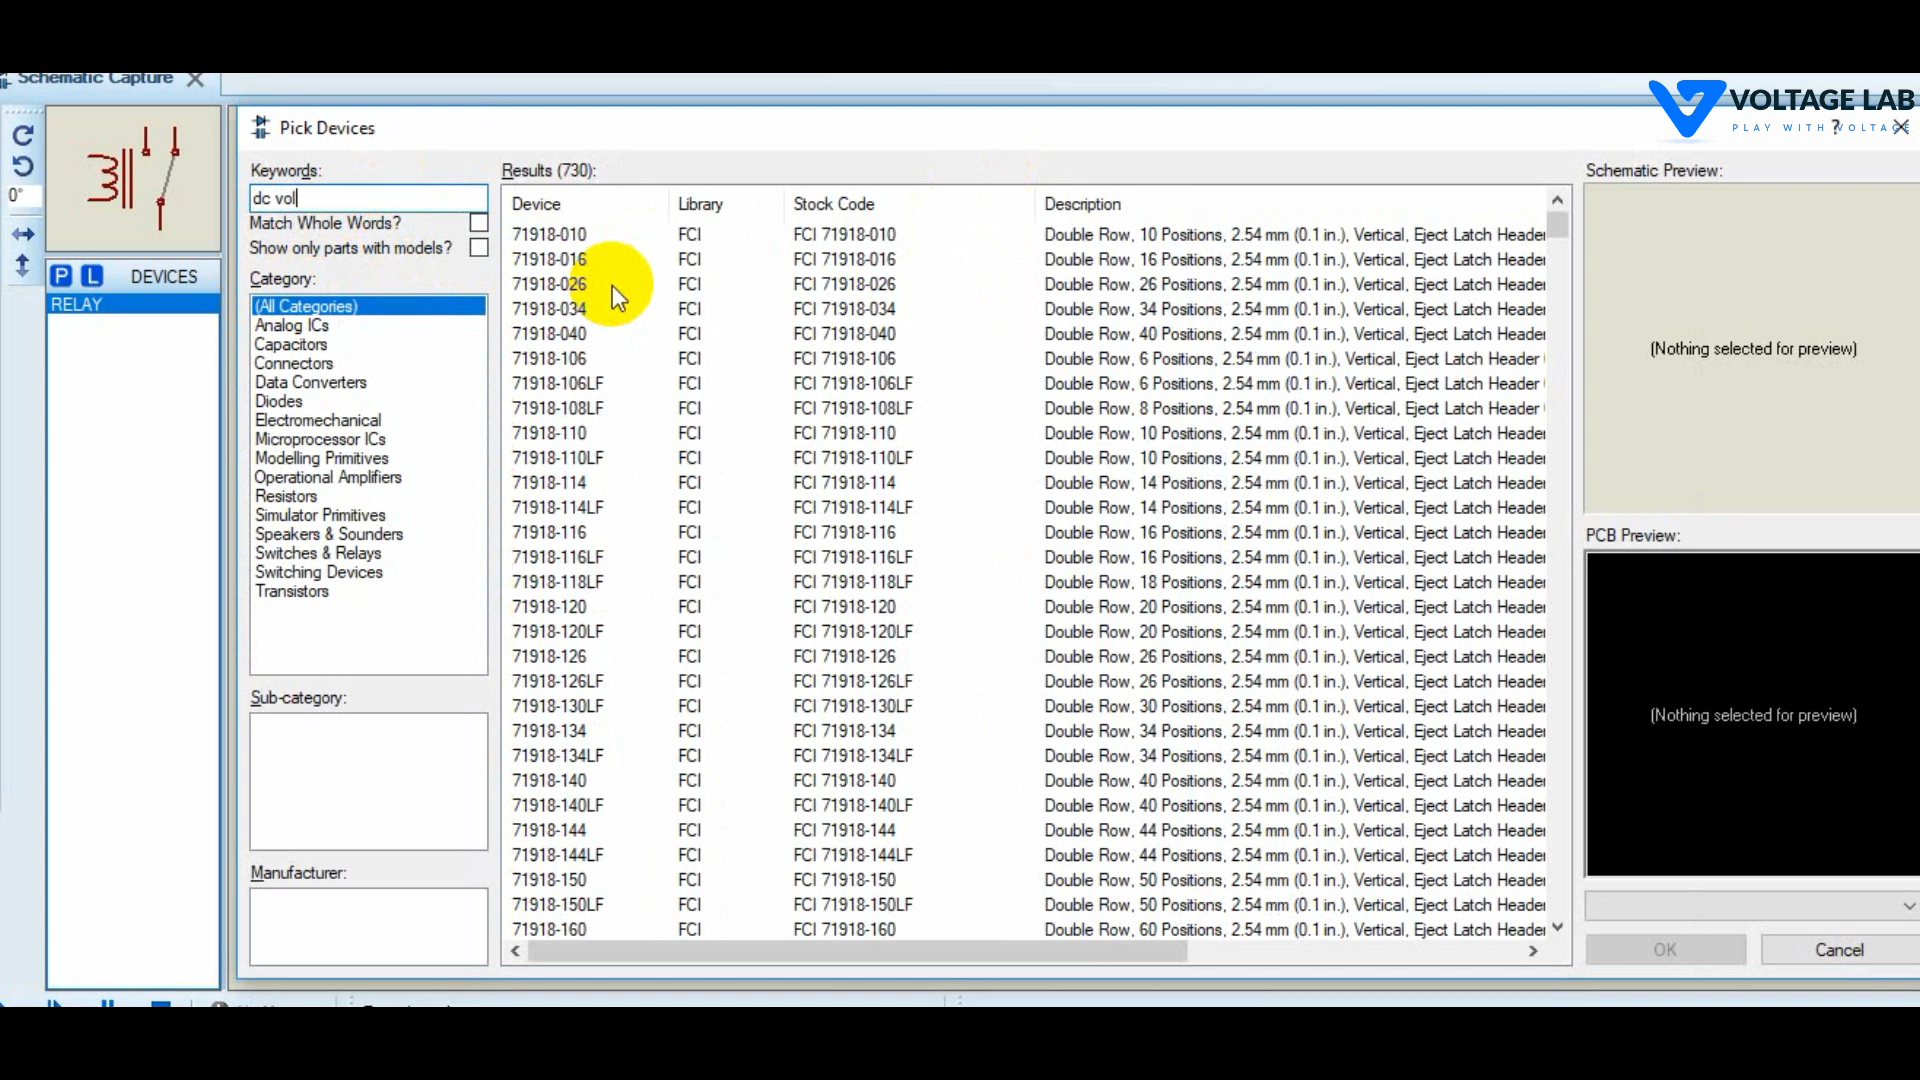 Schematic Capture
VOLTAGE LAB
PLAY WITH VOLTAGE
Pick Devices
?
0°
Keywords:
dc vol
Match Whole Words?
Show only parts with models?
P L DEVICES
RELAY
Category:
(All Categories)
Analog ICs
Capacitors
Connectors
Data Converters
Diodes
Electromechanical
Microprocessor ICs
Modelling Primitives
Operational Amplifiers
Resistors
Simulator Primitives
Speakers & Sounders
Switches & Relays
Switching Devices
Transistors
Sub-category:
Manufacturer:
Results (730):
Device Library Stock Code Description
71918-010 FCI FCI 71918-010 Double Row, 10 Positions, 2.54 mm (0.1 in.), Vertical, Eject Latch Header
71918-016 FCI FCI 71918-016 Double Row, 16 Positions, 2.54 mm (0.1 in.), Vertical, Eject Latch Header
71918-026 FCI FCI 71918-026 Double Row, 26 Positions, 2.54 mm (0.1 in.), Vertical, Eject Latch Header
71918-034 FCI FCI 71918-034 Double Row, 34 Positions, 2.54 mm (0.1 in.), Vertical, Eject Latch Header
71918-040 FCI FCI 71918-040 Double Row, 40 Positions, 2.54 mm (0.1 in.), Vertical, Eject Latch Header
71918-106 FCI FCI 71918-106 Double Row, 6 Positions, 2.54 mm (0.1 in.), Vertical, Eject Latch Header
71918-106LF FCI FCI 71918-106LF Double Row, 6 Positions, 2.54 mm (0.1 in.), Vertical, Eject Latch Header
71918-108LF FCI FCI 71918-108LF Double Row, 8 Positions, 2.54 mm (0.1 in.), Vertical, Eject Latch Header
71918-110 FCI FCI 71918-110 Double Row, 10 Positions, 2.54 mm (0.1 in.), Vertical, Eject Latch Header
71918-110LF FCI FCI 71918-110LF Double Row, 10 Positions, 2.54 mm (0.1 in.), Vertical, Eject Latch Header
71918-114 FCI FCI 71918-114 Double Row, 14 Positions, 2.54 mm (0.1 in.), Vertical, Eject Latch Header
71918-114LF FCI FCI 71918-114LF Double Row, 14 Positions, 2.54 mm (0.1 in.), Vertical, Eject Latch Header
71918-116 FCI FCI 71918-116 Double Row, 16 Positions, 2.54 mm (0.1 in.), Vertical, Eject Latch Header
71918-116LF FCI FCI 71918-116LF Double Row, 16 Positions, 2.54 mm (0.1 in.), Vertical, Eject Latch Header
71918-118LF FCI FCI 71918-118LF Double Row, 18 Positions, 2.54 mm (0.1 in.), Vertical, Eject Latch Header
71918-120 FCI FCI 71918-120 Double Row, 20 Positions, 2.54 mm (0.1 in.), Vertical, Eject Latch Header
71918-120LF FCI FCI 71918-120LF Double Row, 20 Positions, 2.54 mm (0.1 in.), Vertical, Eject Latch Header
71918-126 FCI FCI 71918-126 Double Row, 26 Positions, 2.54 mm (0.1 in.), Vertical, Eject Latch Header
71918-126LF FCI FCI 71918-126LF Double Row, 26 Positions, 2.54 mm (0.1 in.), Vertical, Eject Latch Header
71918-130LF FCI FCI 71918-130LF Double Row, 30 Positions, 2.54 mm (0.1 in.), Vertical, Eject Latch Header
71918-134 FCI FCI 71918-134 Double Row, 34 Positions, 2.54 mm (0.1 in.), Vertical, Eject Latch Header
71918-134LF FCI FCI 71918-134LF Double Row, 34 Positions, 2.54 mm (0.1 in.), Vertical, Eject Latch Header
71918-140 FCI FCI 71918-140 Double Row, 40 Positions, 2.54 mm (0.1 in.), Vertical, Eject Latch Header
71918-140LF FCI FCI 71918-140LF Double Row, 40 Positions, 2.54 mm (0.1 in.), Vertical, Eject Latch Header
71918-144 FCI FCI 71918-144 Double Row, 44 Positions, 2.54 mm (0.1 in.), Vertical, Eject Latch Header
71918-144LF FCI FCI 71918-144LF Double Row, 44 Positions, 2.54 mm (0.1 in.), Vertical, Eject Latch Header
71918-150 FCI FCI 71918-150 Double Row, 50 Positions, 2.54 mm (0.1 in.), Vertical, Eject Latch Header
71918-150LF FCI FCI 71918-150LF Double Row, 50 Positions, 2.54 mm (0.1 in.), Vertical, Eject Latch Header
71918-160 FCI FCI 71918-160 Double Row, 60 Positions, 2.54 mm (0.1 in.), Vertical, Eject Latch Header
Schematic Preview:
(Nothing selected for preview)
PCB Preview:
(Nothing selected for preview)
OK Cancel